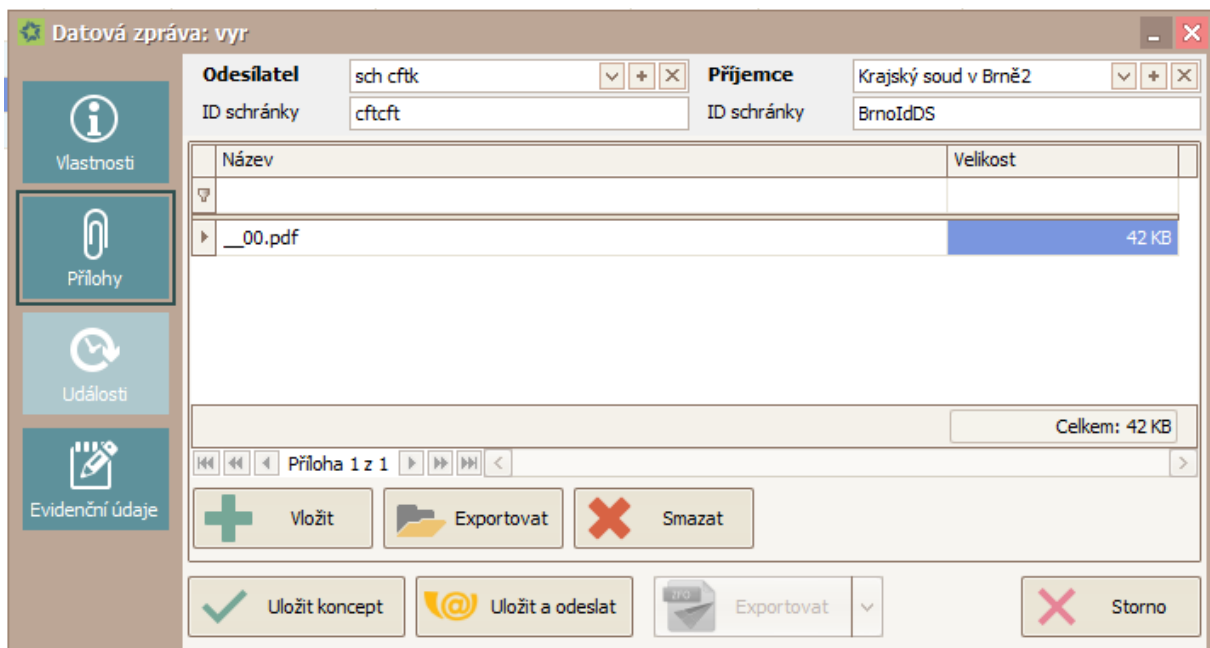 Datová zpráva: vyr
Odesílatel sch cftk Příjemce Krajský soud v Brně2
ID schránky cftcft ID schránky BrnoIdDS
Vlastnosti
Název Velikost
__00.pdf 42 KB
Přílohy
Události
Celkem: 42 KB
Příloha 1 z 1
Evidenční údaje
Vložit Exportovat Smazat
Uložit koncept Uložit a odeslat ZFO Exportovat Storno